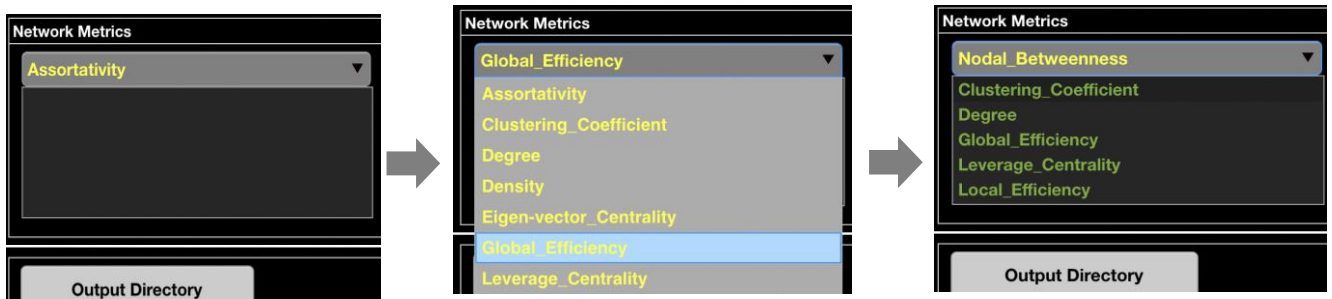 Network Metrics
Assortativity
Output Directory
Network Metrics
Global_Efficiency
Assortativity
Clustering_Coefficient
Degree
Density
Eigen-vector_Centrality
Global_Efficiency
Leverage_Centrality
Network Metrics
Nodal_Betweenness
Clustering_Coefficient
Degree
Global_Efficiency
Leverage_Centrality
Local_Efficiency
Output Directory